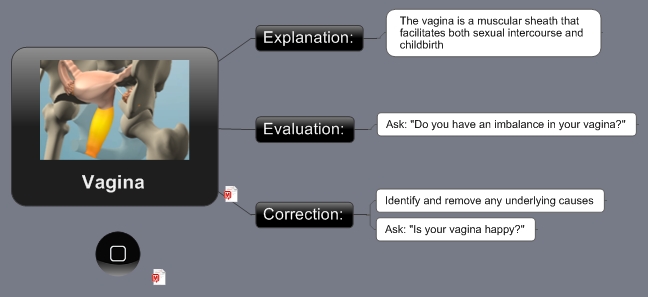 Explanation:
The vagina is a muscular sheath that
facilitates both sexual intercourse and
childbirth
Vagina
Evaluation:
Ask: "Do you have an imbalance in your vagina?"
Correction:
Identify and remove any underlying causes
Ask: "Is your vagina happy?"